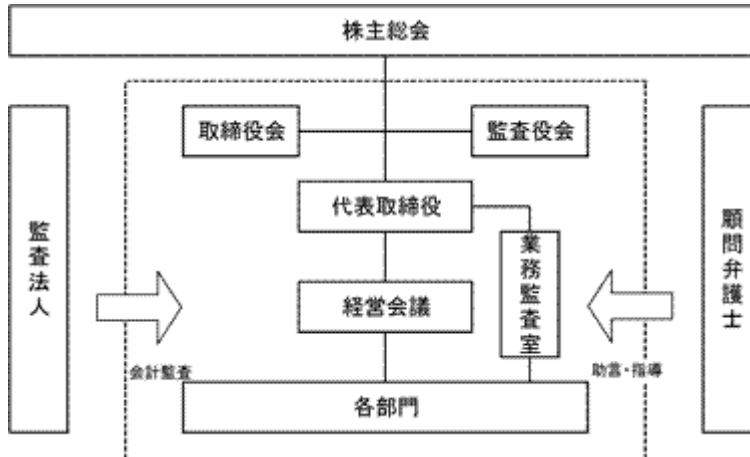 株主総会
取締役会
監査役会
代表取締役
監査法人
業務監査室
顧問弁護士
経営会議
会計監査
助言・指導
各部門